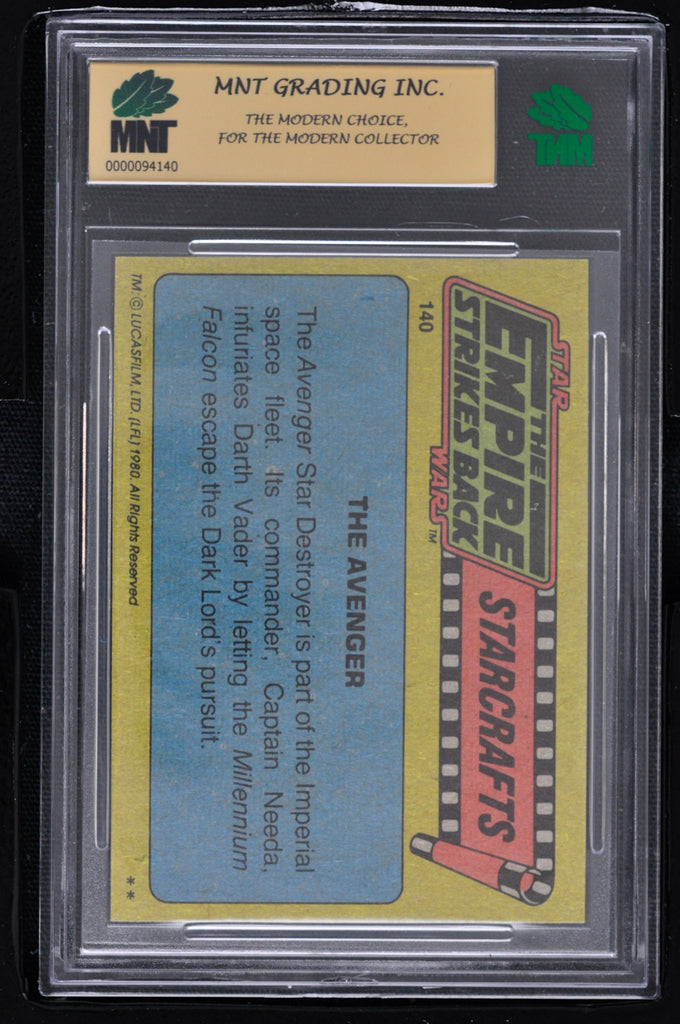 MNT GRADING INC.
THE MODERN CHOICE,
FOR THE MODERN COLLECTOR
MNT
0000094140
MNT
STAR
THE
EMPIRE
STRIKES BACK
WARS™
STARCRAFTS
140
THE AVENGER
The Avenger Star Destroyer is part of the Imperial
space fleet. Its commander, Captain Needa,
infuriates Darth Vader by letting the Millennium
Falcon escape the Dark Lord's pursuit.
TM: © LUCASFILM, LTD. (LFL) 1980. All Rights Reserved
**